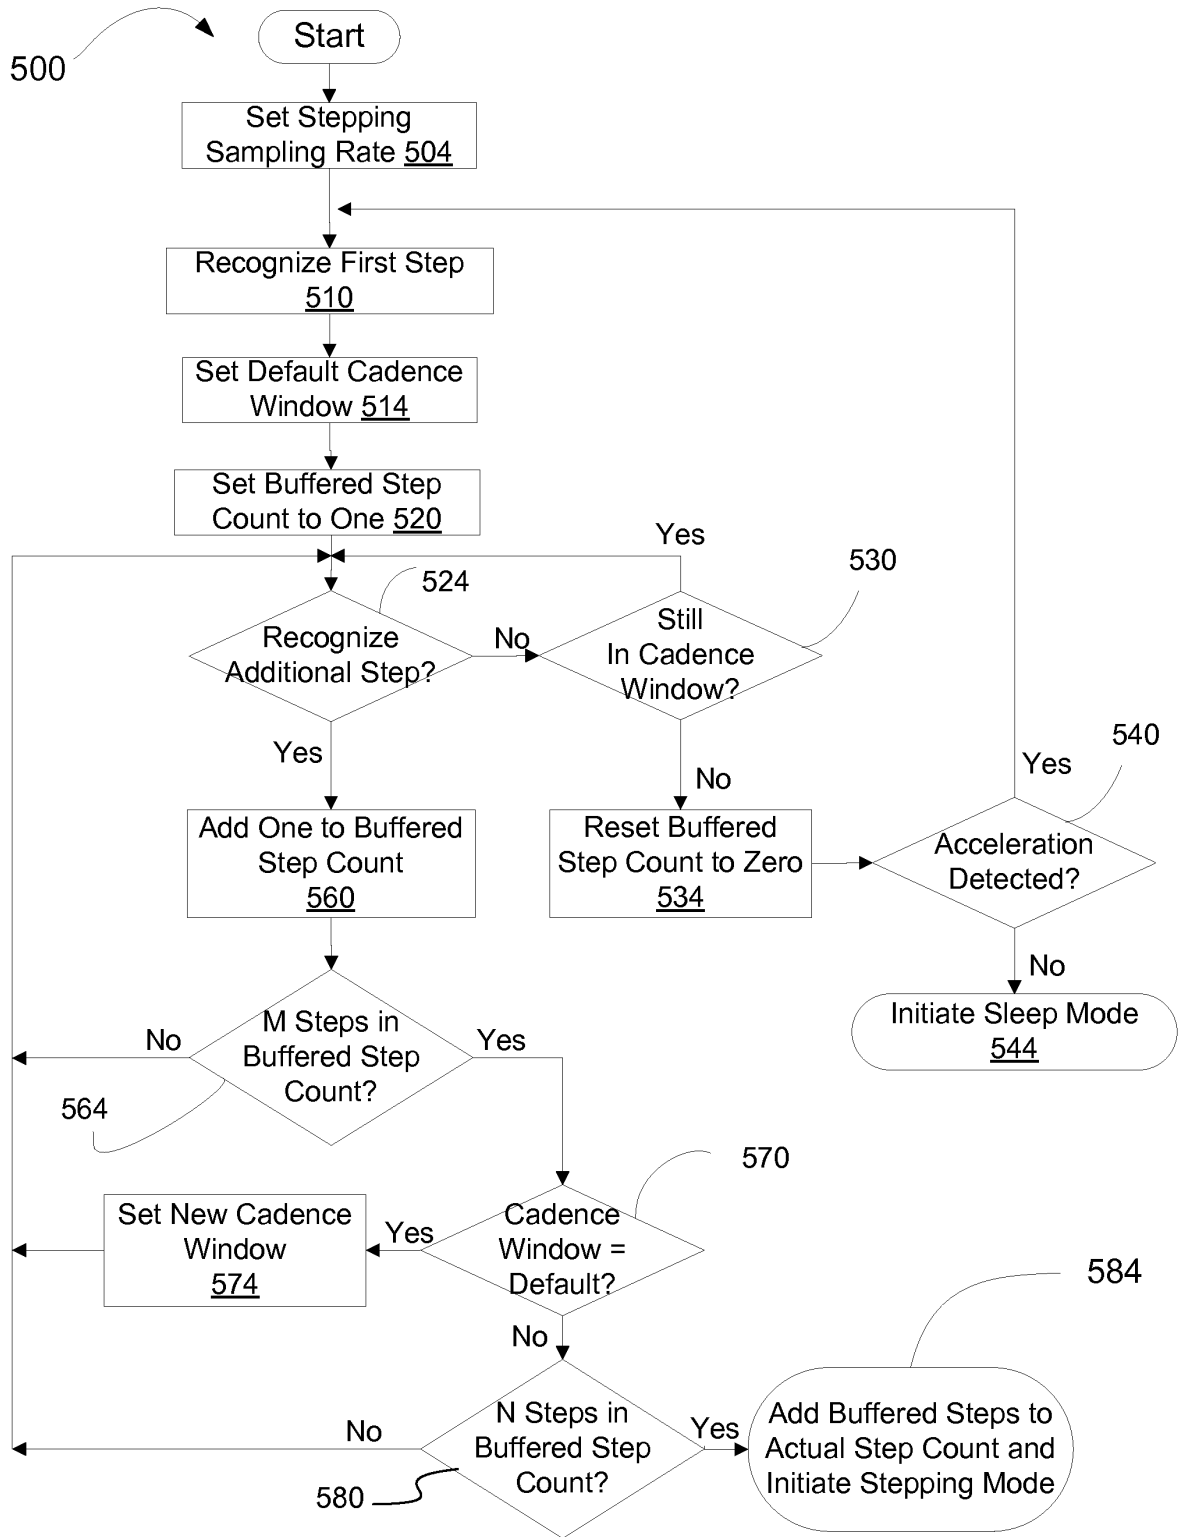 Start
500
Set Stepping
Sampling Rate 504
Recognize First Step
510
Set Default Cadence
Window 514
Set Buffered Step
Count to One 520
Yes
530
524
Recognize
Additional Step?
No
Still
In Cadence
Window?
Yes
No
540
Yes
Add One to Buffered
Step Count
560
Reset Buffered
Step Count to Zero
534
Acceleration
Detected?
No
Initiate Sleep Mode
544
No
M Steps in
Buffered Step
Count?
Yes
564
570
Set New Cadence
Window
574
Yes
Cadence
Window =
Default?
584
No
No
N Steps in
Buffered Step
Count?
Yes
580
Add Buffered Steps to
Actual Step Count and
Initiate Stepping Mode